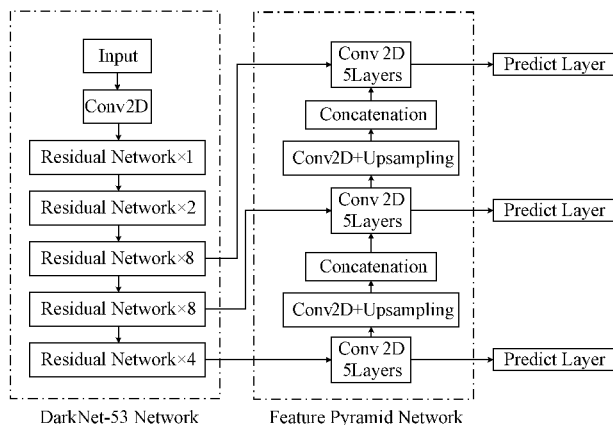 Input
Conv2D
Residual Network×1
Residual Network×2
Residual Network×8
Residual Network×8
Residual Network×4
DarkNet-53 Network
Conv 2D
5Layers
Concatenation
Conv2D+Upsampling
Conv 2D
5Layers
Concatenation
Conv2D+Upsampling
Conv 2D
5Layers
Feature Pyramid Network
Predict Layer
Predict Layer
Predict Layer